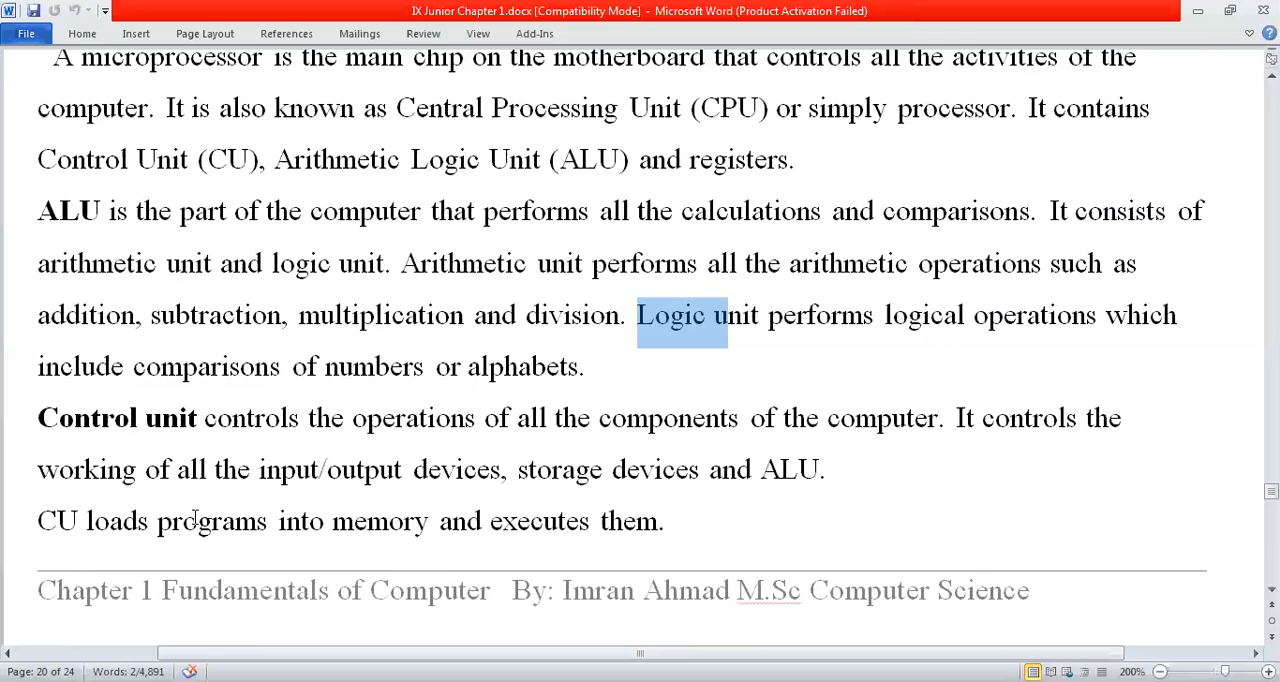 IX Junior Chapter 1.docx [Compatibility Mode] - Microsoft Word (Product Activation Failed)
File Home Insert Page Layout References Mailings Review View Add-Ins
A microprocessor is the main chip on the motherboard that controls all the activities of the
computer. It is also known as Central Processing Unit (CPU) or simply processor. It contains
Control Unit (CU), Arithmetic Logic Unit (ALU) and registers.
ALU is the part of the computer that performs all the calculations and comparisons. It consists of
arithmetic unit and logic unit. Arithmetic unit performs all the arithmetic operations such as
addition, subtraction, multiplication and division. Logic unit performs logical operations which
include comparisons of numbers or alphabets.
Control unit controls the operations of all the components of the computer. It controls the
working of all the input/output devices, storage devices and ALU.
CU loads programs into memory and executes them.
Chapter 1 Fundamentals of Computer By: Imran Ahmad M.Sc Computer Science
Page: 20 of 24 Words: 2/4,891 200%